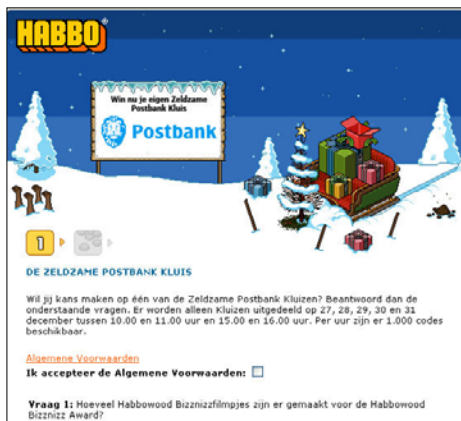 HABBO
Win nu je eigen Zeldzame
Postbank Kluis
Postbank
1
DE ZELDZAME POSTBANK KLUIS
Wil jij kans maken op één van de Zeldzame Postbank Kluizen? Beantwoord dan de
onderstaande vragen. Er worden alleen Kluizen uitgedeeld op 27, 28, 29, 30 en 31
december tussen 10.00 en 11.00 uur en 15.00 en 16.00 uur. Per uur zijn er 1.000 codes
beschikbaar.
Algemene Voorwaarden
Ik accepteer de Algemene Voorwaarden:
Vraag 1: Hoeveel Habbowood Bizznizzfilmpjes zijn er gemaakt voor de Habbowood
Bizznizz Award?